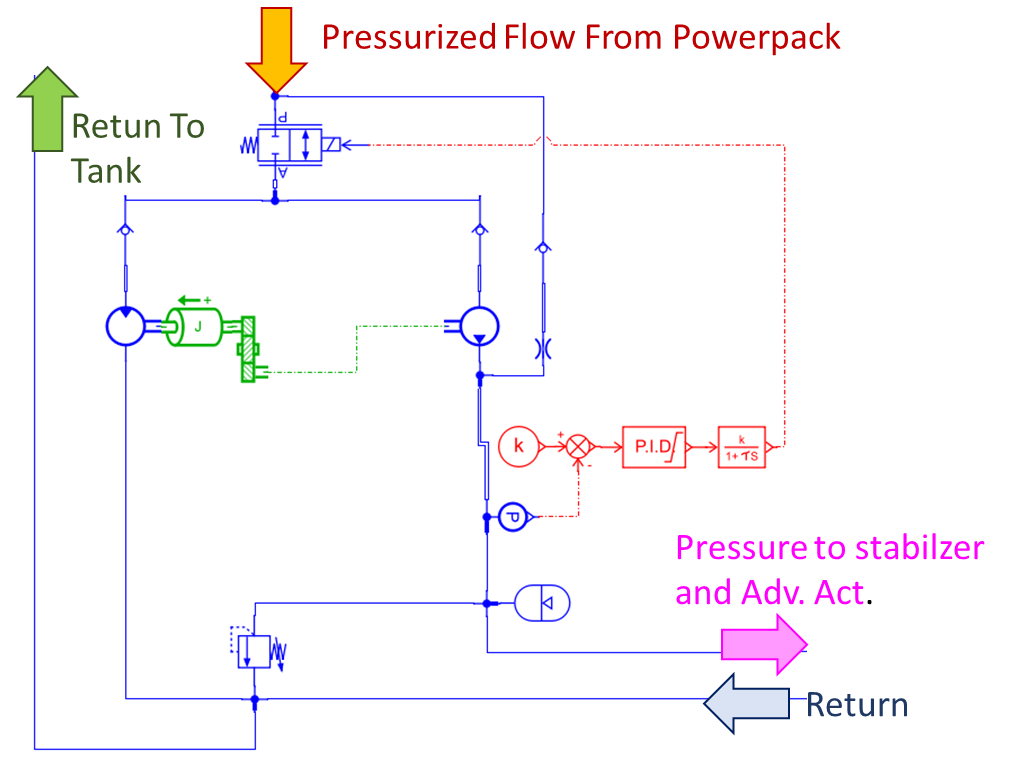 Pressurized Flow From Powerpack
Retun To
Tank
P
A
+
J
k
+
-
P.I.D
k
1+ τS
P
Pressure to stabilzer
and Adv. Act.
Return